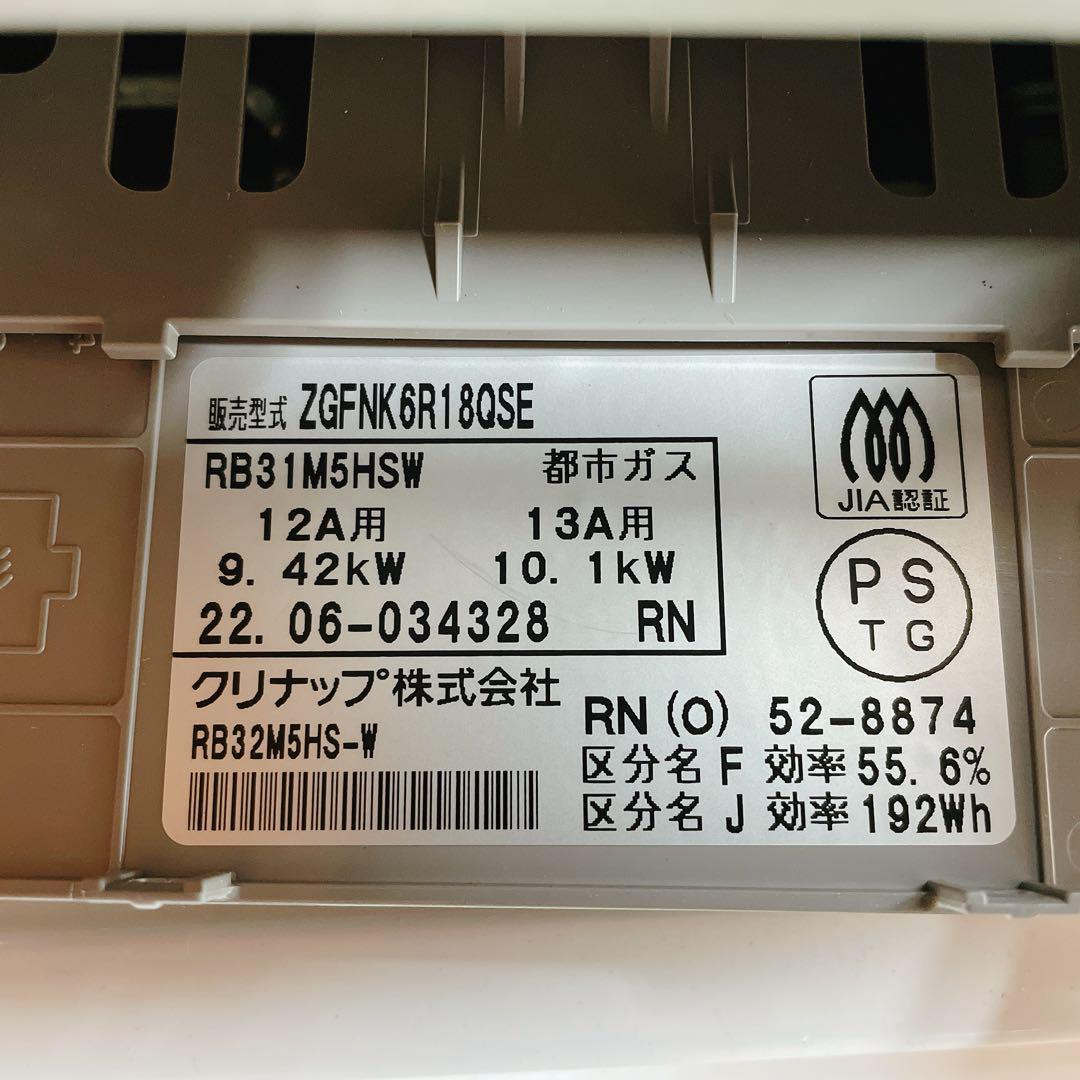 販売型式 ZGFNK6R18QSE
RB31M5HSW 都市ガス
12A用 13A用
9.42kW 10.1kW
22.06-034328 RN
クリナップ株式会社
RB32M5HS-W
JIA認証
PS
TG
RN(O) 52-8874
区分名 F 効率 55.6%
区分名 J 効率 192Wh